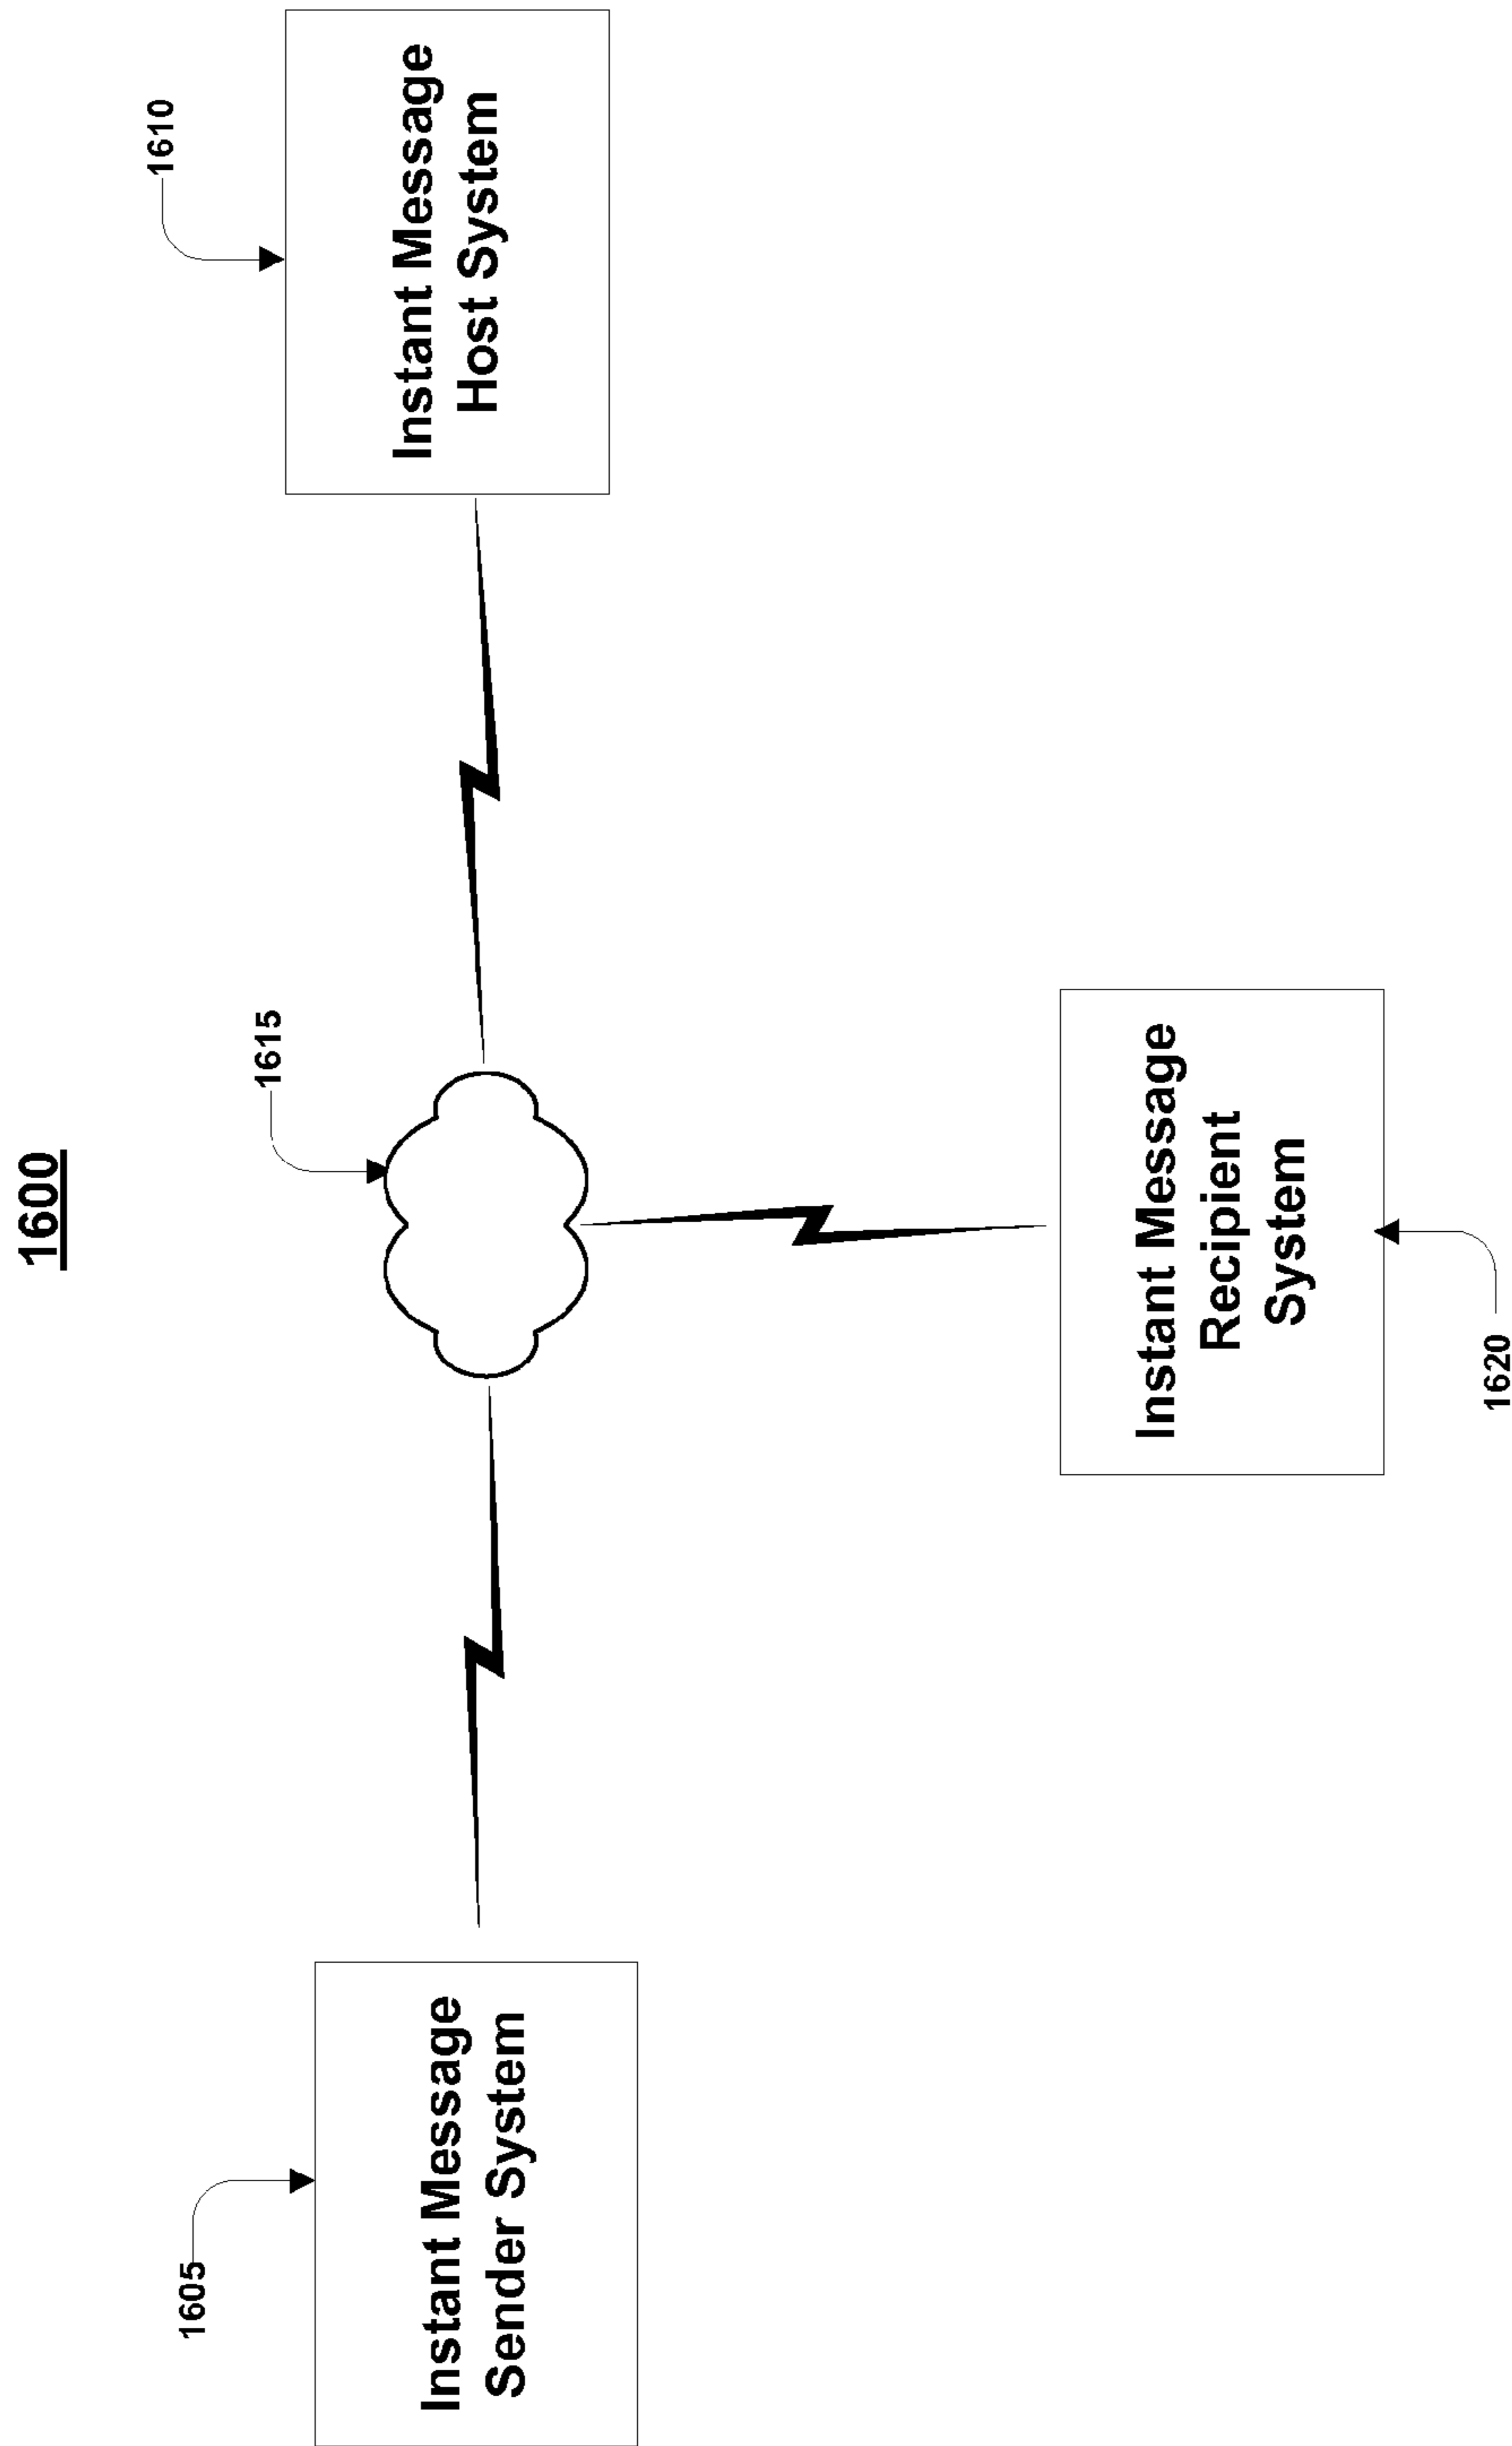 1600
1605
Instant Message
Sender System
1615
1610
Instant Message
Host System
Instant Message
Recipient
System
1620